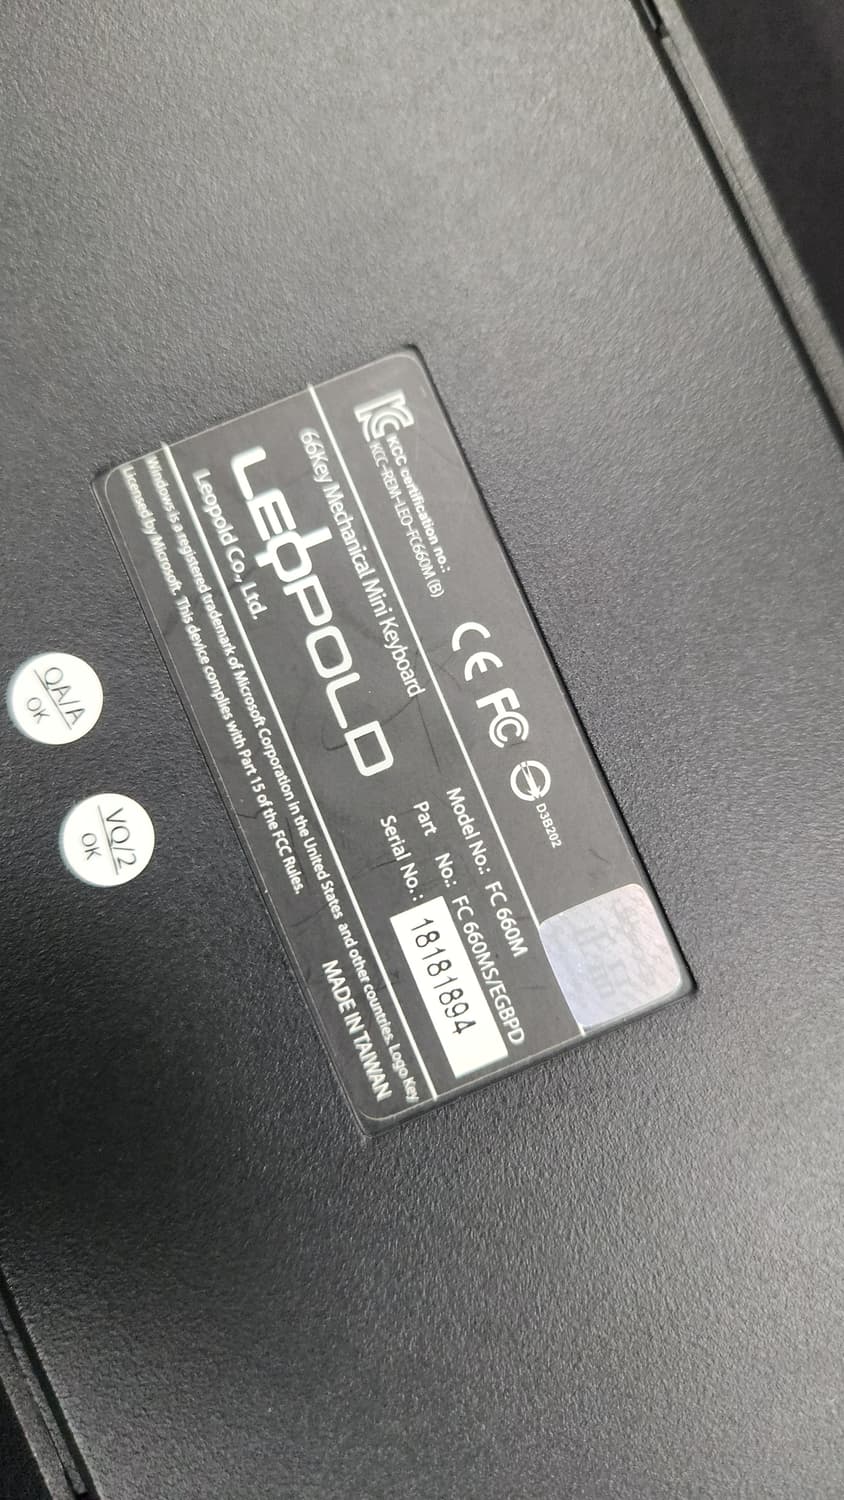 KCC certification no.:
KCC-REM-LEO-FC660M (B)
CE FC D3B202
66Key Mechanical Mini Keyboard
LEOPOLD
Leopold Co., Ltd.
Model No.: FC 660M
Part No.: FC 660MS/EGBPD
Serial No.: 18181894
Windows is a registered trademark of Microsoft Corporation in the United States and other countries. Logo Key
Licensed by Microsoft. This device complies with Part 15 of the FCC Rules.
MADE IN TAIWAN
QA/A
OK
VQ/2
OK